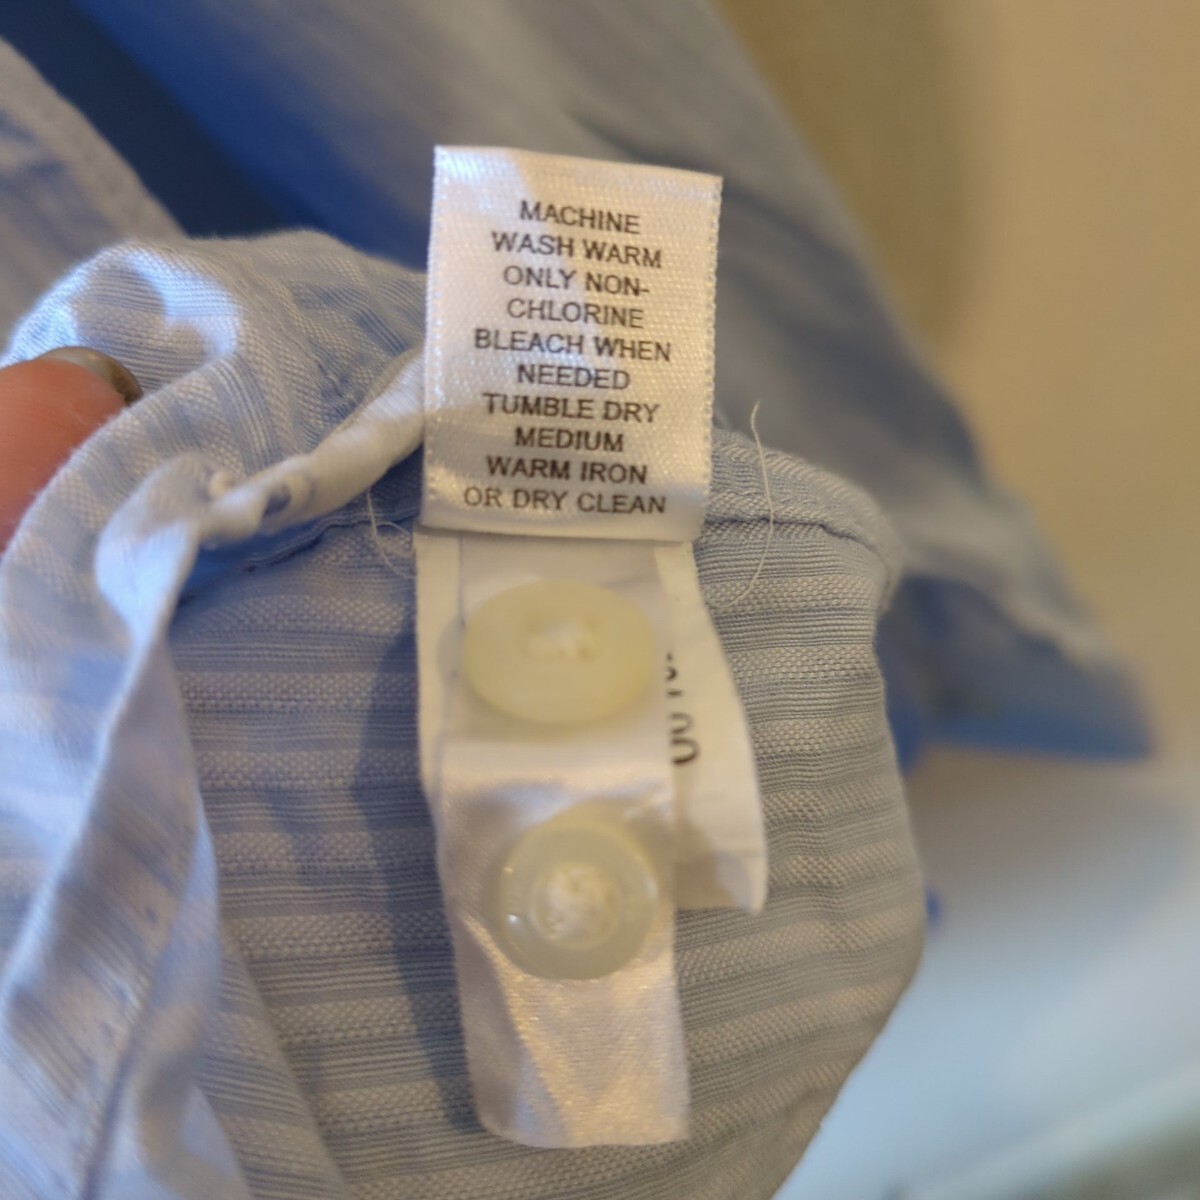 MACHINE
WASH WARM
ONLY NON-
CHLORINE
BLEACH WHEN
NEEDED
TUMBLE DRY
MEDIUM
WARM IRON
OR DRY CLEAN